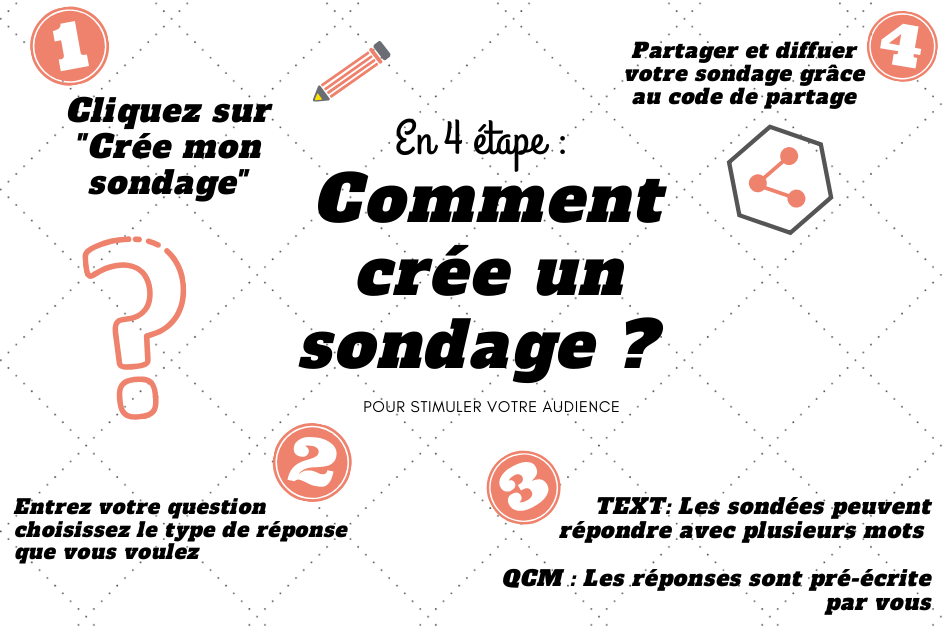 En 4 étape :
Comment
crée un
sondage ?
POUR STIMULER VOTRE AUDIENCE
1
Cliquez sur
"Crée mon
sondage"
2
Entrez votre question
choisissez le type de réponse
que vous voulez
3
TEXT: Les sondées peuvent
répondre avec plusieurs mots
QCM : Les réponses sont pré-écrite
par vous
4
Partager et diffuer
votre sondage grâce
au code de partage